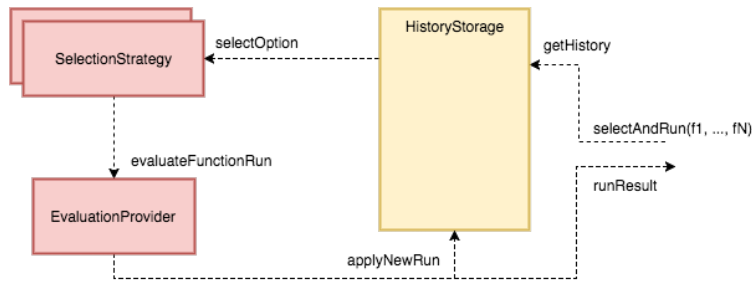 HistoryStorage
selectOption
getHistory
SelectionStrategy
selectAndRun(f1, ..., fN)
evaluateFunctionRun
runResult
EvaluationProvider
applyNewRun